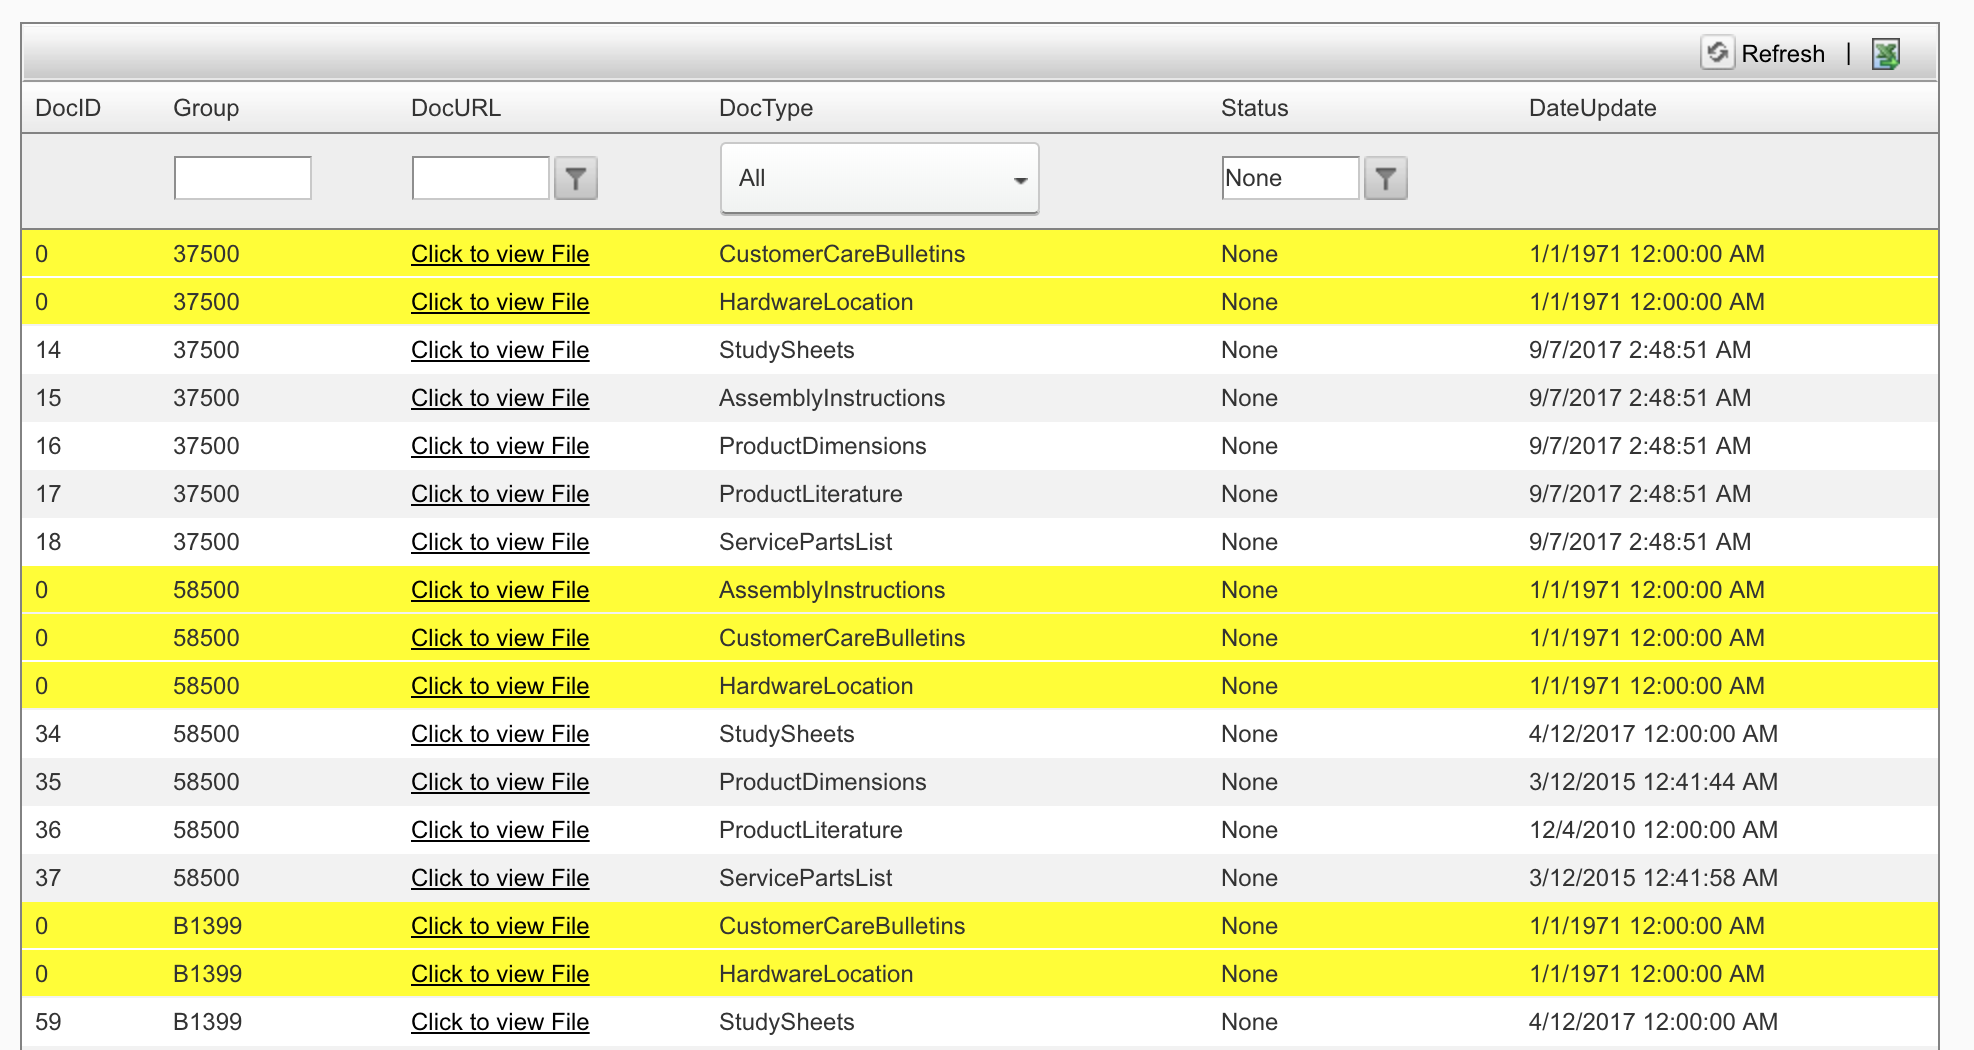 Refresh |
DocID Group DocURL DocType Status DateUpdate
All None
0 37500 Click to view File CustomerCareBulletins None 1/1/1971 12:00:00 AM
0 37500 Click to view File HardwareLocation None 1/1/1971 12:00:00 AM
14 37500 Click to view File StudySheets None 9/7/2017 2:48:51 AM
15 37500 Click to view File AssemblyInstructions None 9/7/2017 2:48:51 AM
16 37500 Click to view File ProductDimensions None 9/7/2017 2:48:51 AM
17 37500 Click to view File ProductLiterature None 9/7/2017 2:48:51 AM
18 37500 Click to view File ServicePartsList None 9/7/2017 2:48:51 AM
0 58500 Click to view File AssemblyInstructions None 1/1/1971 12:00:00 AM
0 58500 Click to view File CustomerCareBulletins None 1/1/1971 12:00:00 AM
0 58500 Click to view File HardwareLocation None 1/1/1971 12:00:00 AM
34 58500 Click to view File StudySheets None 4/12/2017 12:00:00 AM
35 58500 Click to view File ProductDimensions None 3/12/2015 12:41:44 AM
36 58500 Click to view File ProductLiterature None 12/4/2010 12:00:00 AM
37 58500 Click to view File ServicePartsList None 3/12/2015 12:41:58 AM
0 B1399 Click to view File CustomerCareBulletins None 1/1/1971 12:00:00 AM
0 B1399 Click to view File HardwareLocation None 1/1/1971 12:00:00 AM
59 B1399 Click to view File StudySheets None 4/12/2017 12:00:00 AM